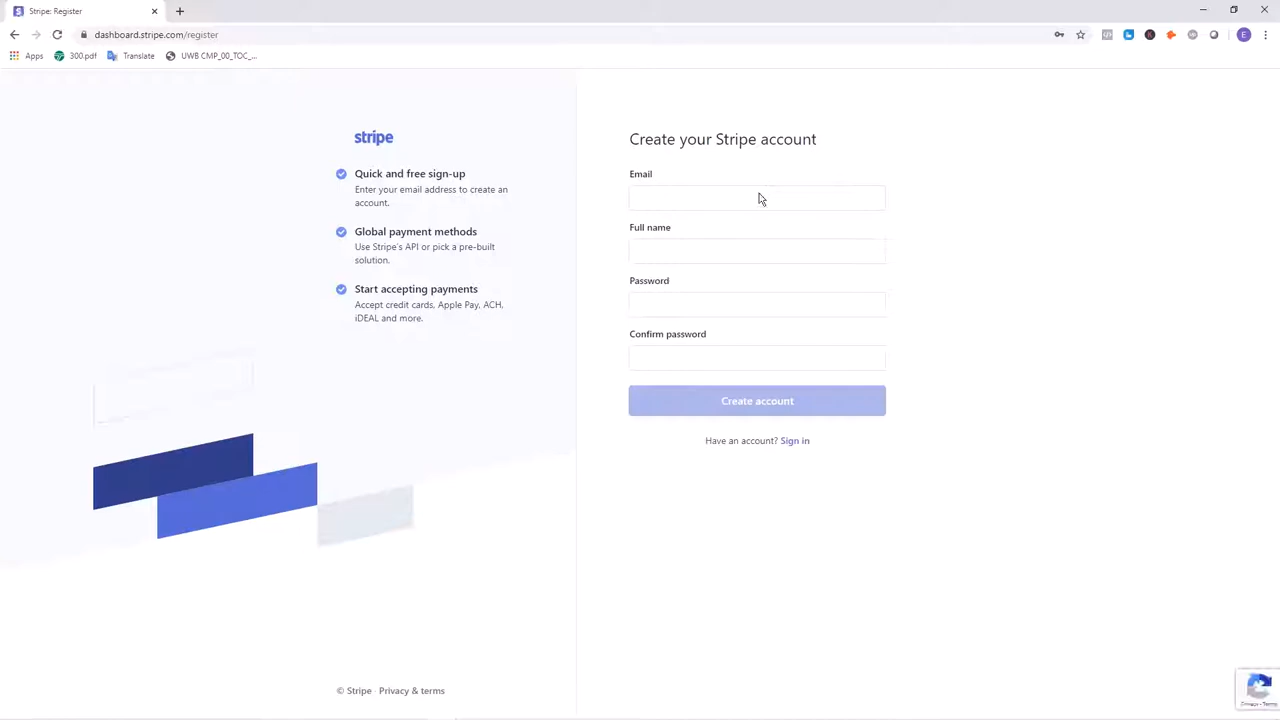 Stripe: Register
dashboard.stripe.com/register
E
Apps
300.pdf
Translate
UWB CMP_00_TOC_...
stripe
Quick and free sign-up
Enter your email address to create an
account.
Global payment methods
Use Stripe's API or pick a pre-built
solution.
Start accepting payments
Accept credit cards, Apple Pay, ACH,
iDEAL and more.
© Stripe · Privacy & terms
Create your Stripe account
Email
Full name
Password
Confirm password
Create account
Have an account? Sign in
Privacy - Terms